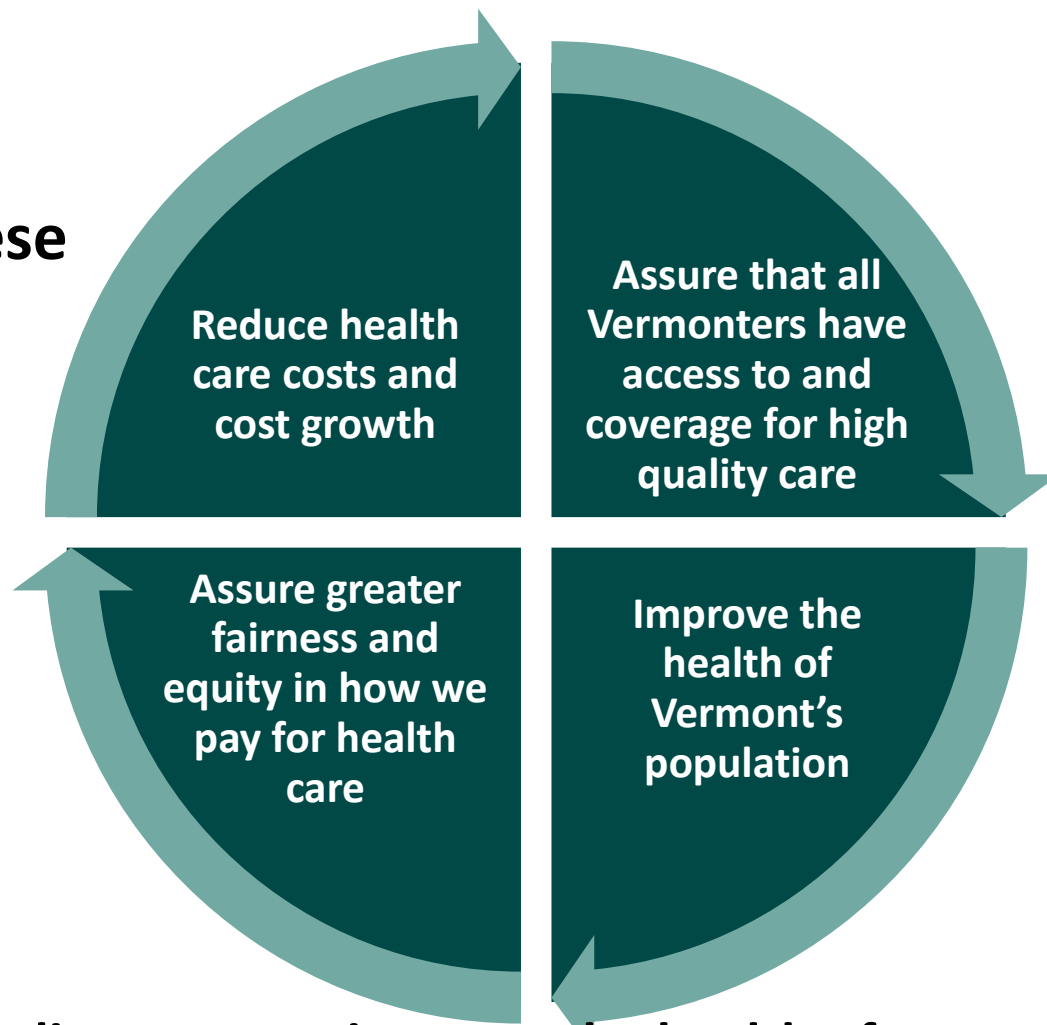 ese
Reduce health
care costs and
cost growth
Assure that all
Vermonters have
access to and
coverage for high
quality care
Assure greater
fairness and
equity in how we
pay for health
care
Improve the
health of
Vermont’s
population